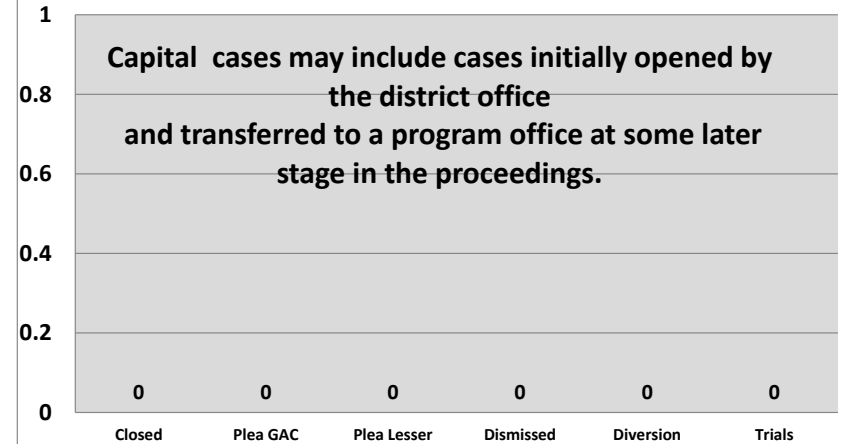 1
Capital cases may include cases initially opened by
the district office
0.8
and transferred to a program office at some later
stage in the proceedings.
0.6
0.4
0.2
0 0 0 0 0 0
0
Closed Plea GAC Plea Lesser Dismissed Diversion Trials